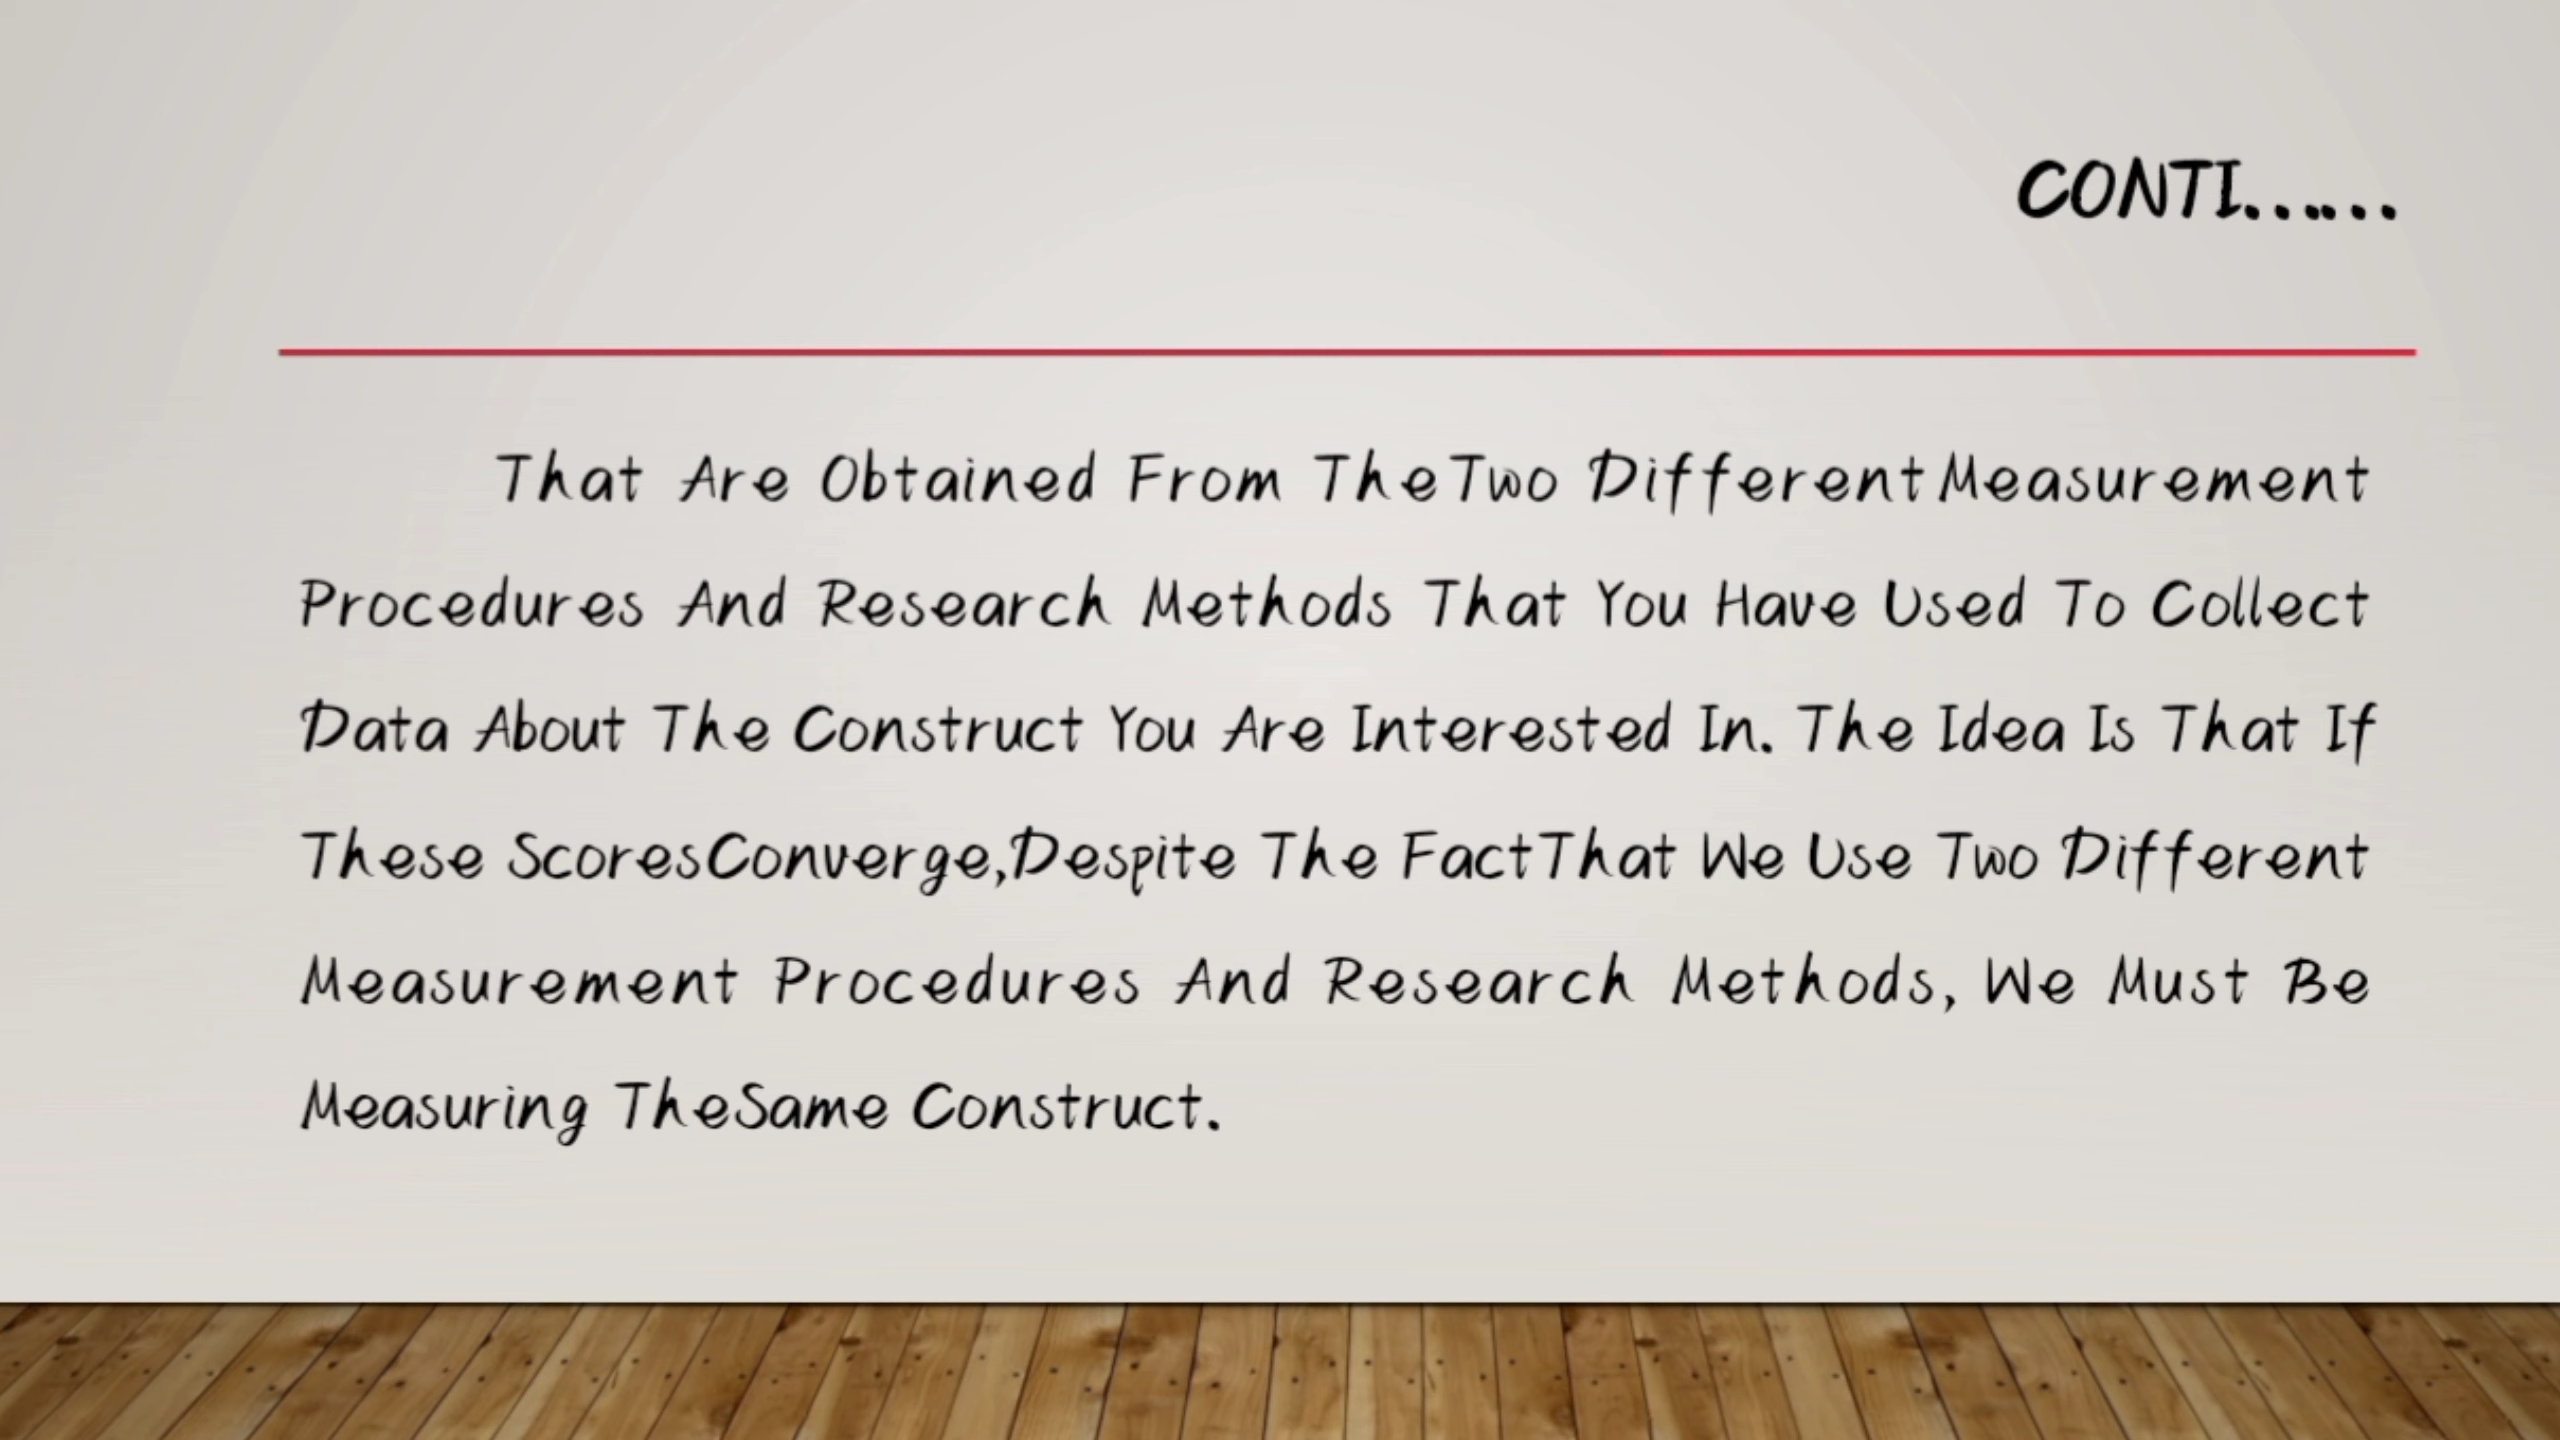 CONTI......
That Are Obtained From TheTwo Different Measurement
Procedures And Research Methods That You Have Used To Collect
Data About The Construct You Are Interested In. The Idea Is That If
These ScoresConverge,Despite The FactThat We Use Two Different
Measurement Procedures And Research Methods, We Must Be
Measuring TheSame Construct.